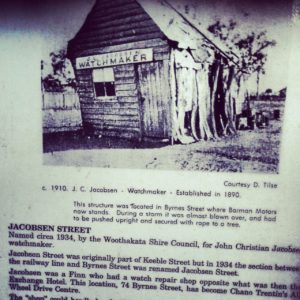 WATCHMAKER
Courtesy D. Tilse
c. 1910. J. C. Jacobsen - Watchmaker - Established in 1890.
This structure was located in Byrnes Street where Barman Motors
now stands. During a storm it was almost blown over, and had
to be pushed upright and secured with rope to a tree.
JACOBSEN STREET
Named circa 1934, by the Woothakata Shire Council, for John Christian Jacobsen
watchmaker.
Jacobsen Street was originally part of Keeble Street but in 1934 the section between
the railway line and Byrnes Street was renamed Jacobsen Street.
Jacobsen was a Finn who had a watch repair shop opposite what was then the
Exchange Hotel. This location, 74 Byrnes Street, has become Chano Trentin's
Wheel Drive Centre.
The